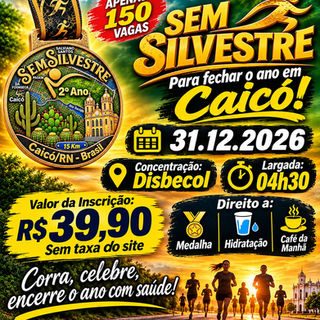 APENAS
150
VAGAS
SEM
SILVESTRE
Para fechar o ano em
Caicó!
SEMSILVESTRE
2º Ano
Caicó
15 Km
Caicó/RN - Brasil
31.12.2026
Concentração:
Disbecol
Largada:
04h30
Valor da Inscrição:
R$39,90
Sem taxa do site
Direito a:
Medalha
Hidratação
Café da
Manhã
Corra, celebre,
encerre o ano com saúde!